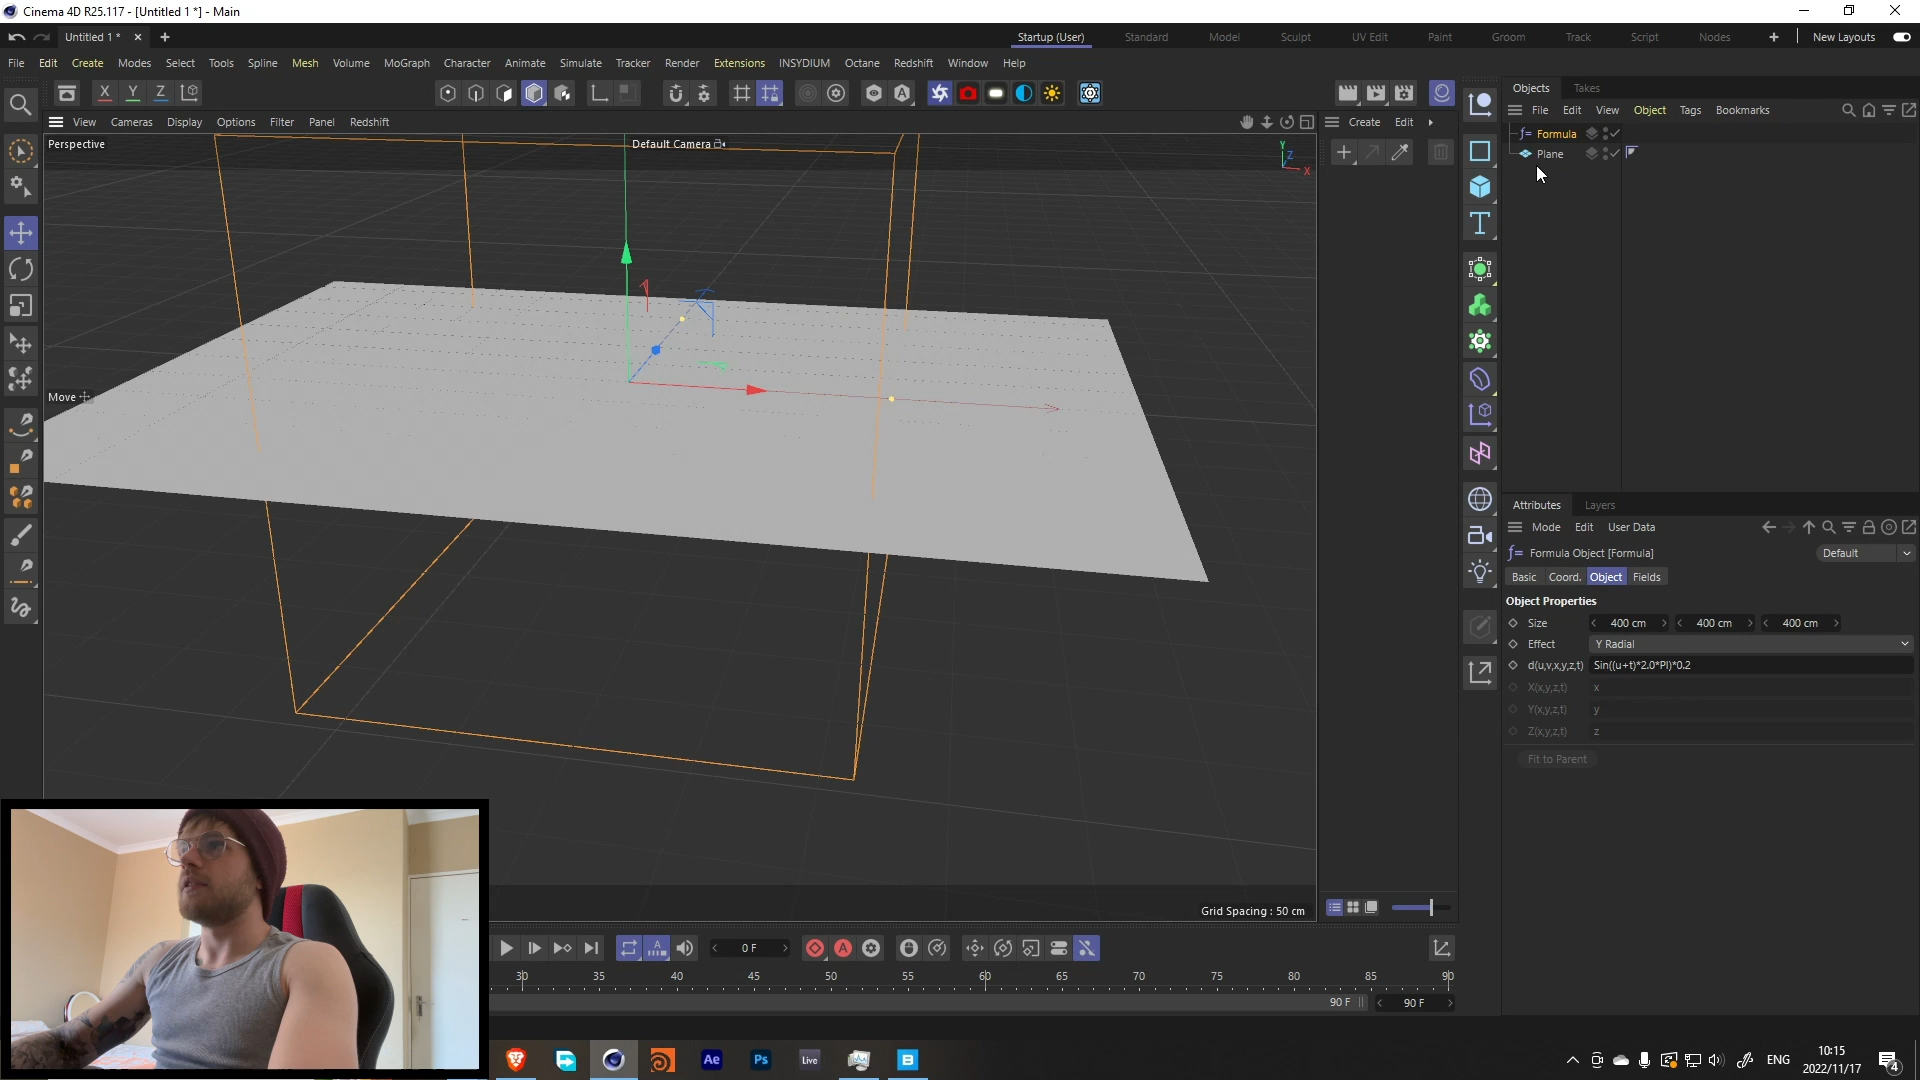 Cinema 4D R25.117 - [Untitled 1 *] - Main
Untitled 1 * × +
Startup (User) Standard Model Sculpt UV Edit Paint Groom Track Script Nodes + New Layouts
File Edit Create Modes Select Tools Spline Mesh Volume MoGraph Character Animate Simulate Tracker Render Extensions INSYDIUM Octane Redshift Window Help
X Y Z
Objects Takes
File Edit View Object Tags Bookmarks
View Cameras Display Options Filter Panel Redshift
Create Edit
Perspective
Default Camera
Y
Z
X
Formula
Plane
Move
Attributes Layers
Mode Edit User Data
Formula Object [Formula]
Default
Basic Coord. Object Fields
Object Properties
Size 400 cm 400 cm 400 cm
Effect Y Radial
d(u,v,x,y,z,t) Sin((u+t)*2.0*PI)*0.2
X(x,y,z,t) x
Y(x,y,z,t) y
Z(x,y,z,t) z
Fit to Parent
Grid Spacing : 50 cm
0 F
30 35 40 45 50 55 60 65 70 75 80 85 90
90 F 90 F
Ae Ps Live B
ENG
10:15
2022/11/17
4